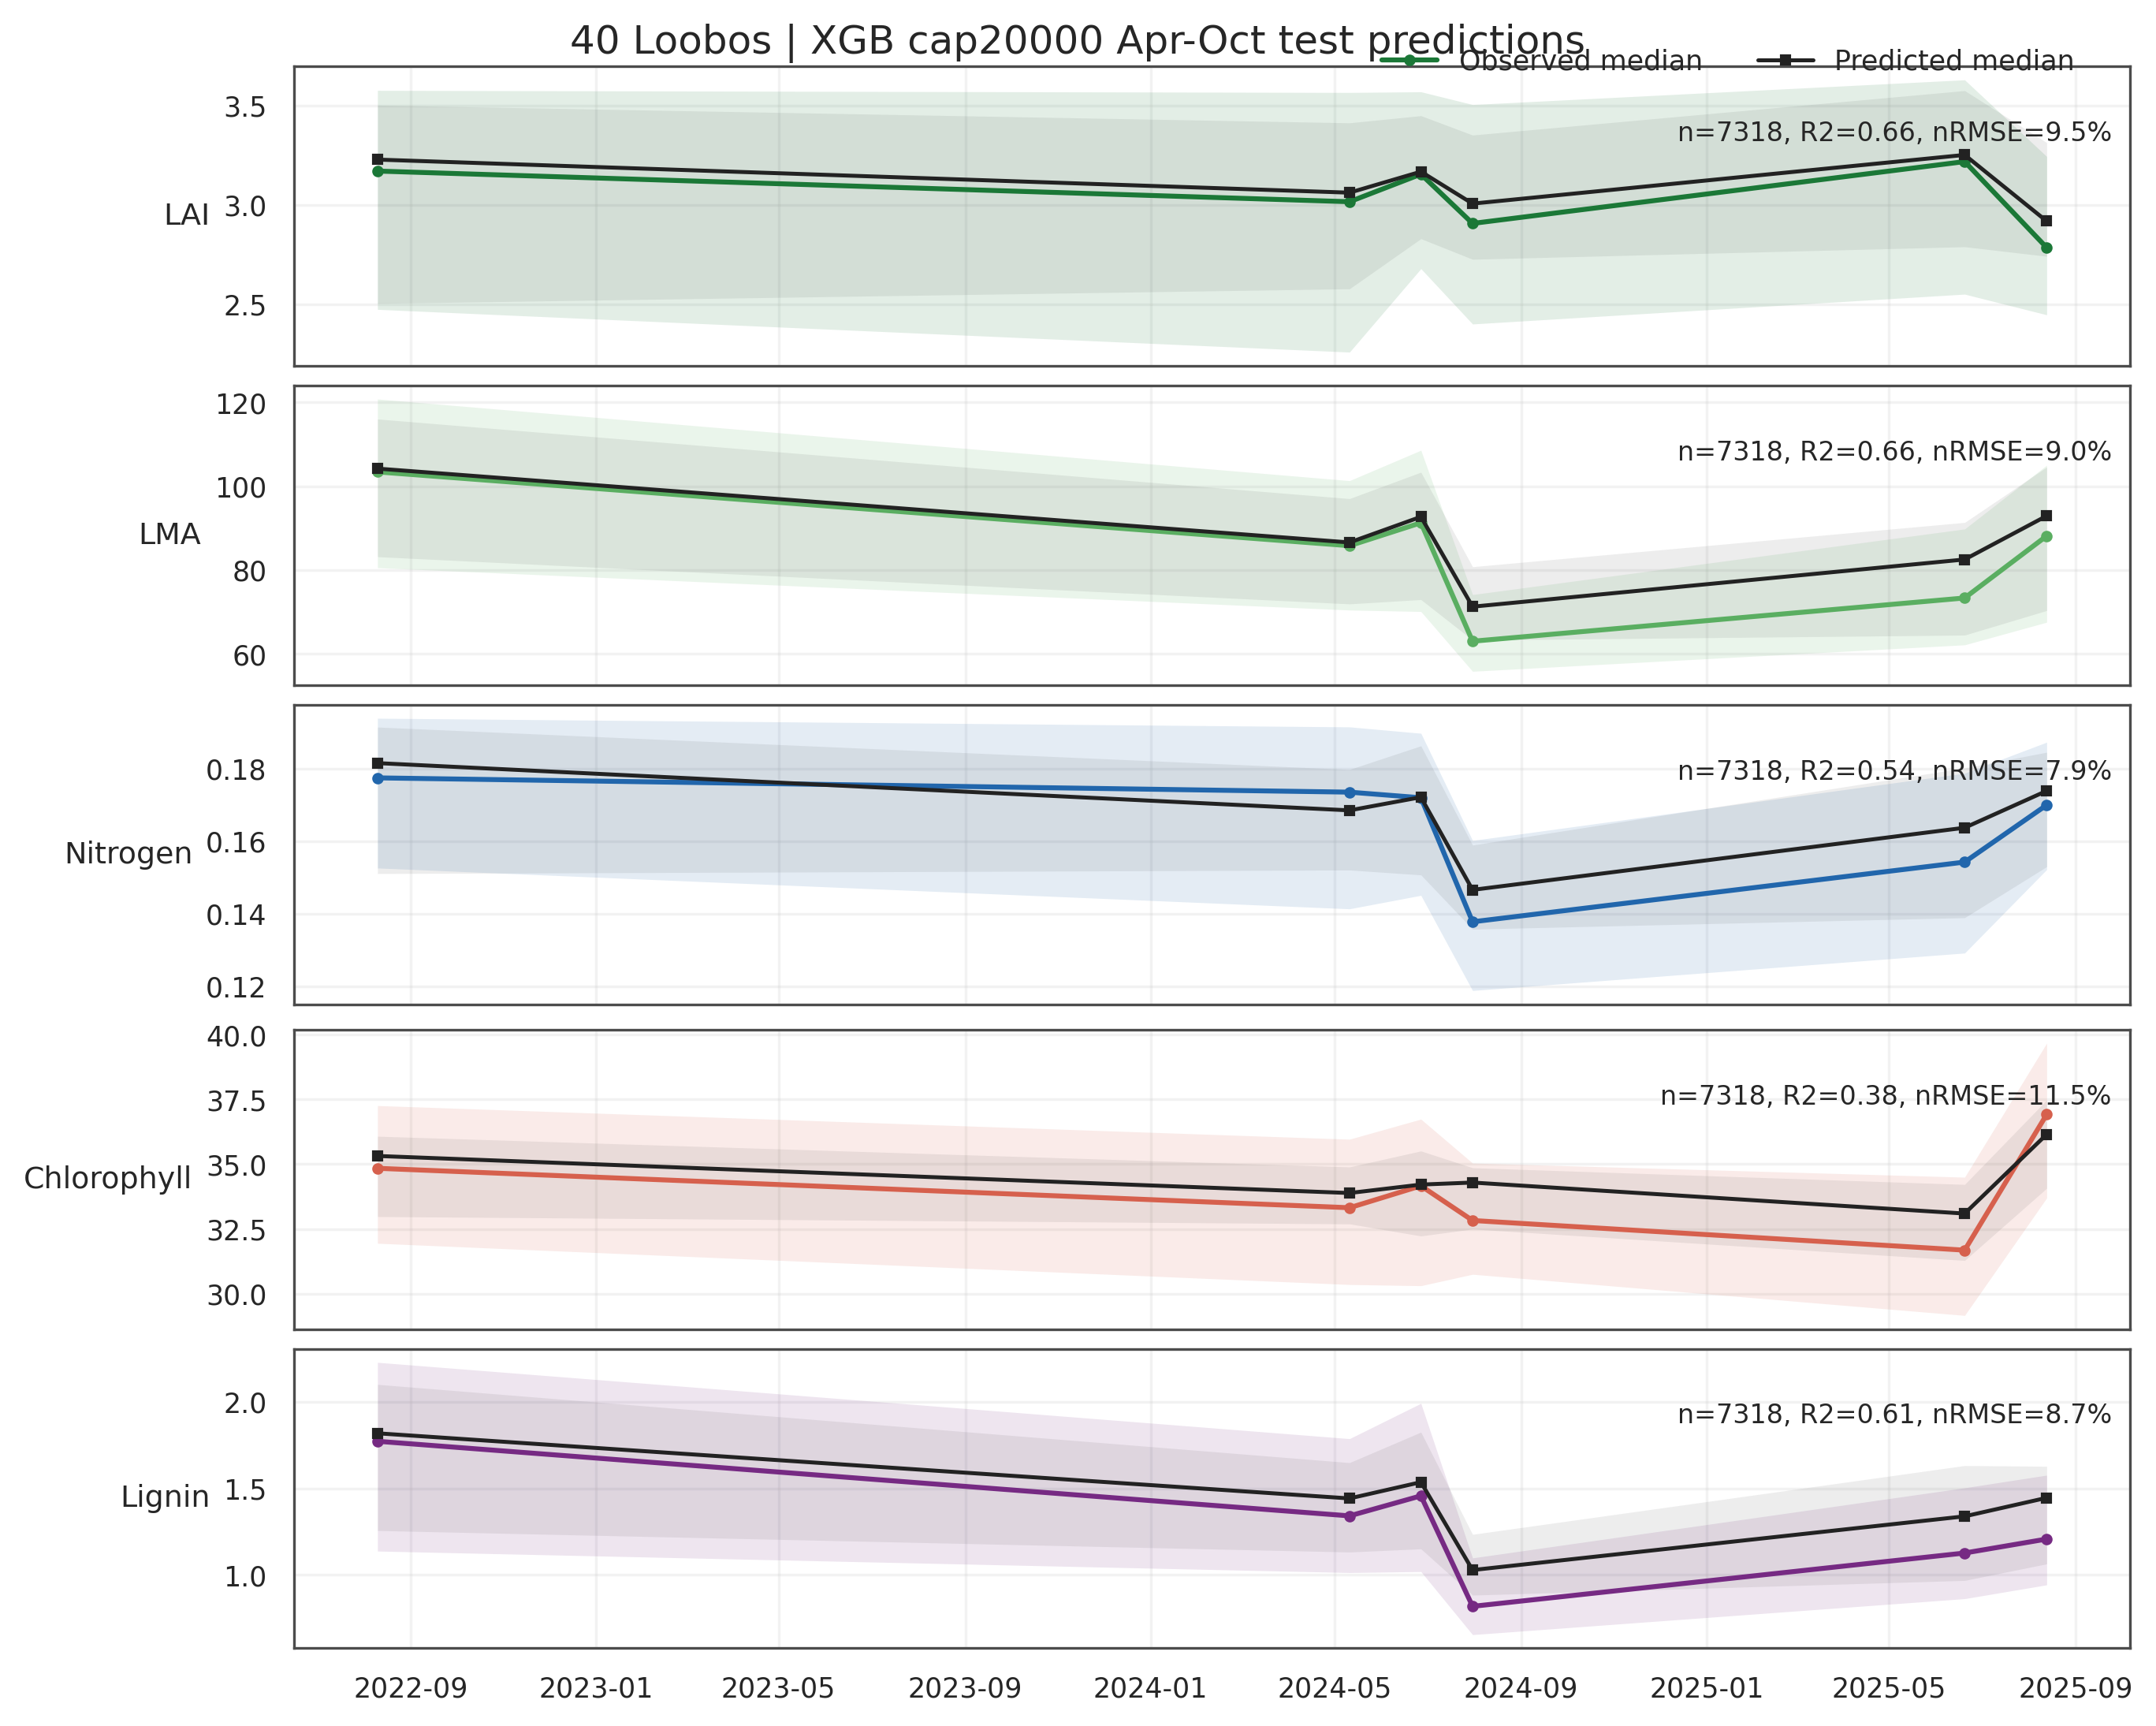 40 Loobos | XGB cap20000 Apr-Oct test predictions
Observed median
Predicted median
3.5
n=7318, R2=0.66, nRMSE=9.5%
LAI
3.0
2.5
120
n=7318, R2=0.66, nRMSE=9.0%
100
LMA
80
60
0.18
n=7318, R2=0.54, nRMSE=7.9%
Nitrogen
0.16
0.14
0.12
40.0
37.5
n=7318, R2=0.38, nRMSE=11.5%
Chlorophyll
35.0
32.5
30.0
2.0
n=7318, R2=0.61, nRMSE=8.7%
Lignin
1.5
1.0
2022-09
2023-01
2023-05
2023-09
2024-01
2024-05
2024-09
2025-01
2025-05
2025-09